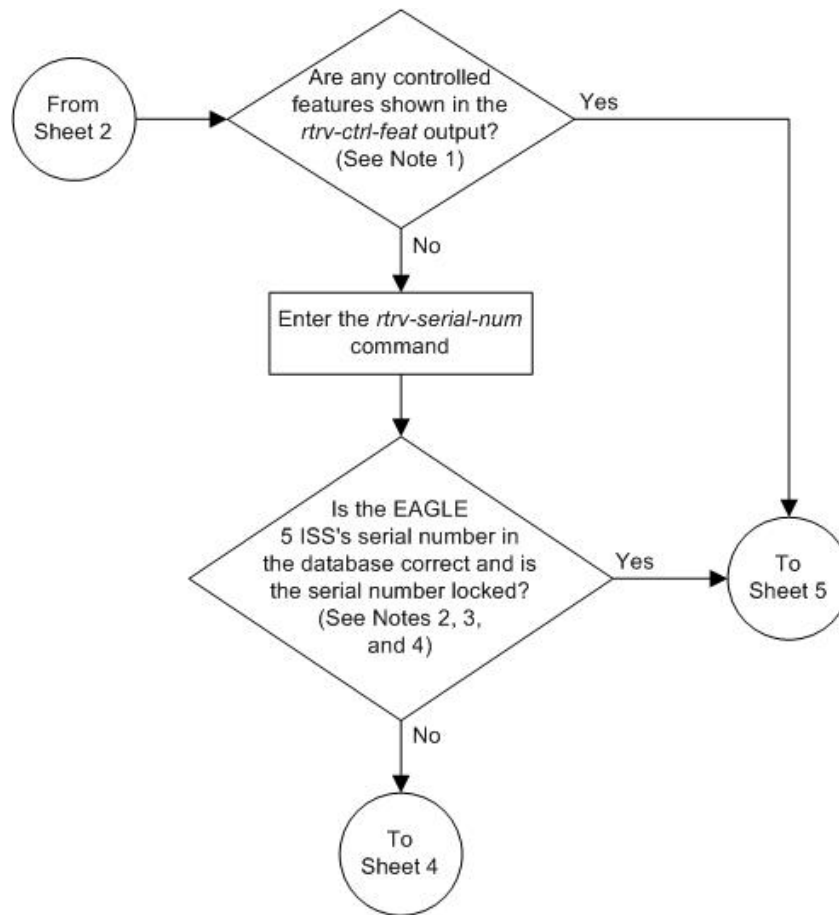 From
Sheet 2
Are any controlled
features shown in the
rtrv-ctrl-feat output?
(See Note 1)
Yes
No
Enter the rtrv-serial-num
command
Is the EAGLE
5 ISS's serial number in
the database correct and is
the serial number locked?
(See Notes 2, 3,
and 4)
Yes
To
Sheet 5
No
To
Sheet 4